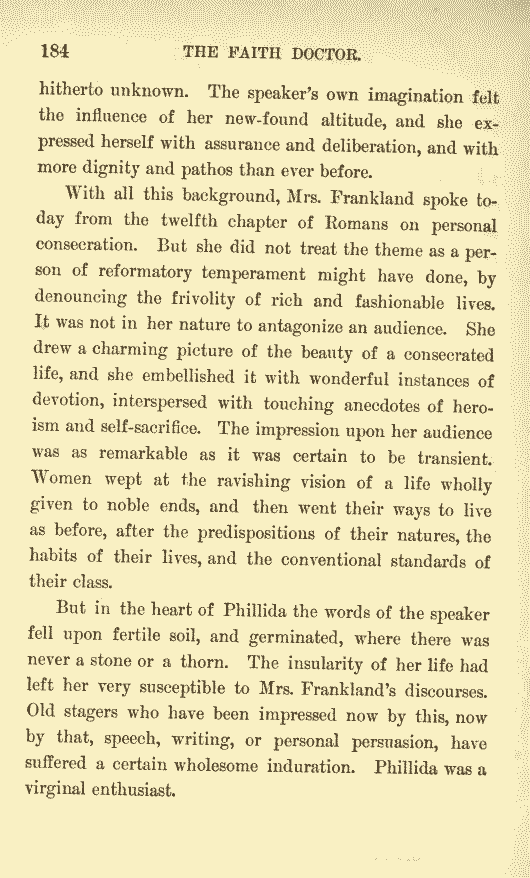 184 THE FAITH DOCTOR.
hitherto unknown. The speaker's own imagination felt
the influence of her new-found altitude, and she ex-
pressed herself with assurance and deliberation, and with
more dignity and pathos than ever before.
With all this background, Mrs. Frankland spoke to-
day from the twelfth chapter of Romans on personal
consecration. But she did not treat the theme as a per-
son of reformatory temperament might have done, by
denouncing the frivolity of rich and fashionable lives.
It was not in her nature to antagonize an audience. She
drew a charming picture of the beauty of a consecrated
life, and she embellished it with wonderful instances of
devotion, interspersed with touching anecdotes of hero-
ism and self-sacrifice. The impression upon her audience
was as remarkable as it was certain to be transient.
Women wept at the ravishing vision of a life wholly
given to noble ends, and then went their ways to live
as before, after the predispositions of their natures, the
habits of their lives, and the conventional standards of
their class.
But in the heart of Phillida the words of the speaker
fell upon fertile soil, and germinated, where there was
never a stone or a thorn. The insularity of her life had
left her very susceptible to Mrs. Frankland's discourses.
Old stagers who have been impressed now by this, now
by that, speech, writing, or personal persuasion, have
suffered a certain wholesome induration. Phillida was a
virginal enthusiast.